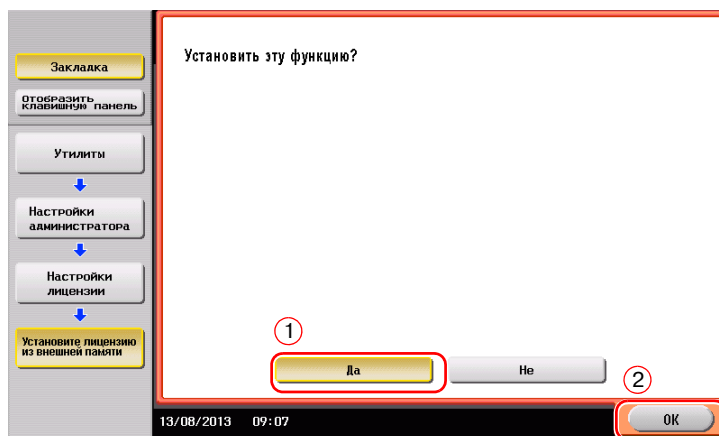 Закладка
Отобразить
клавишную панель
Утилиты
Настройки
администратора
Настройки
лицензии
Установите лицензию
из внешней памяти
Установить эту функцию?
1
Да
Не
2
13/08/2013 09:07
OK